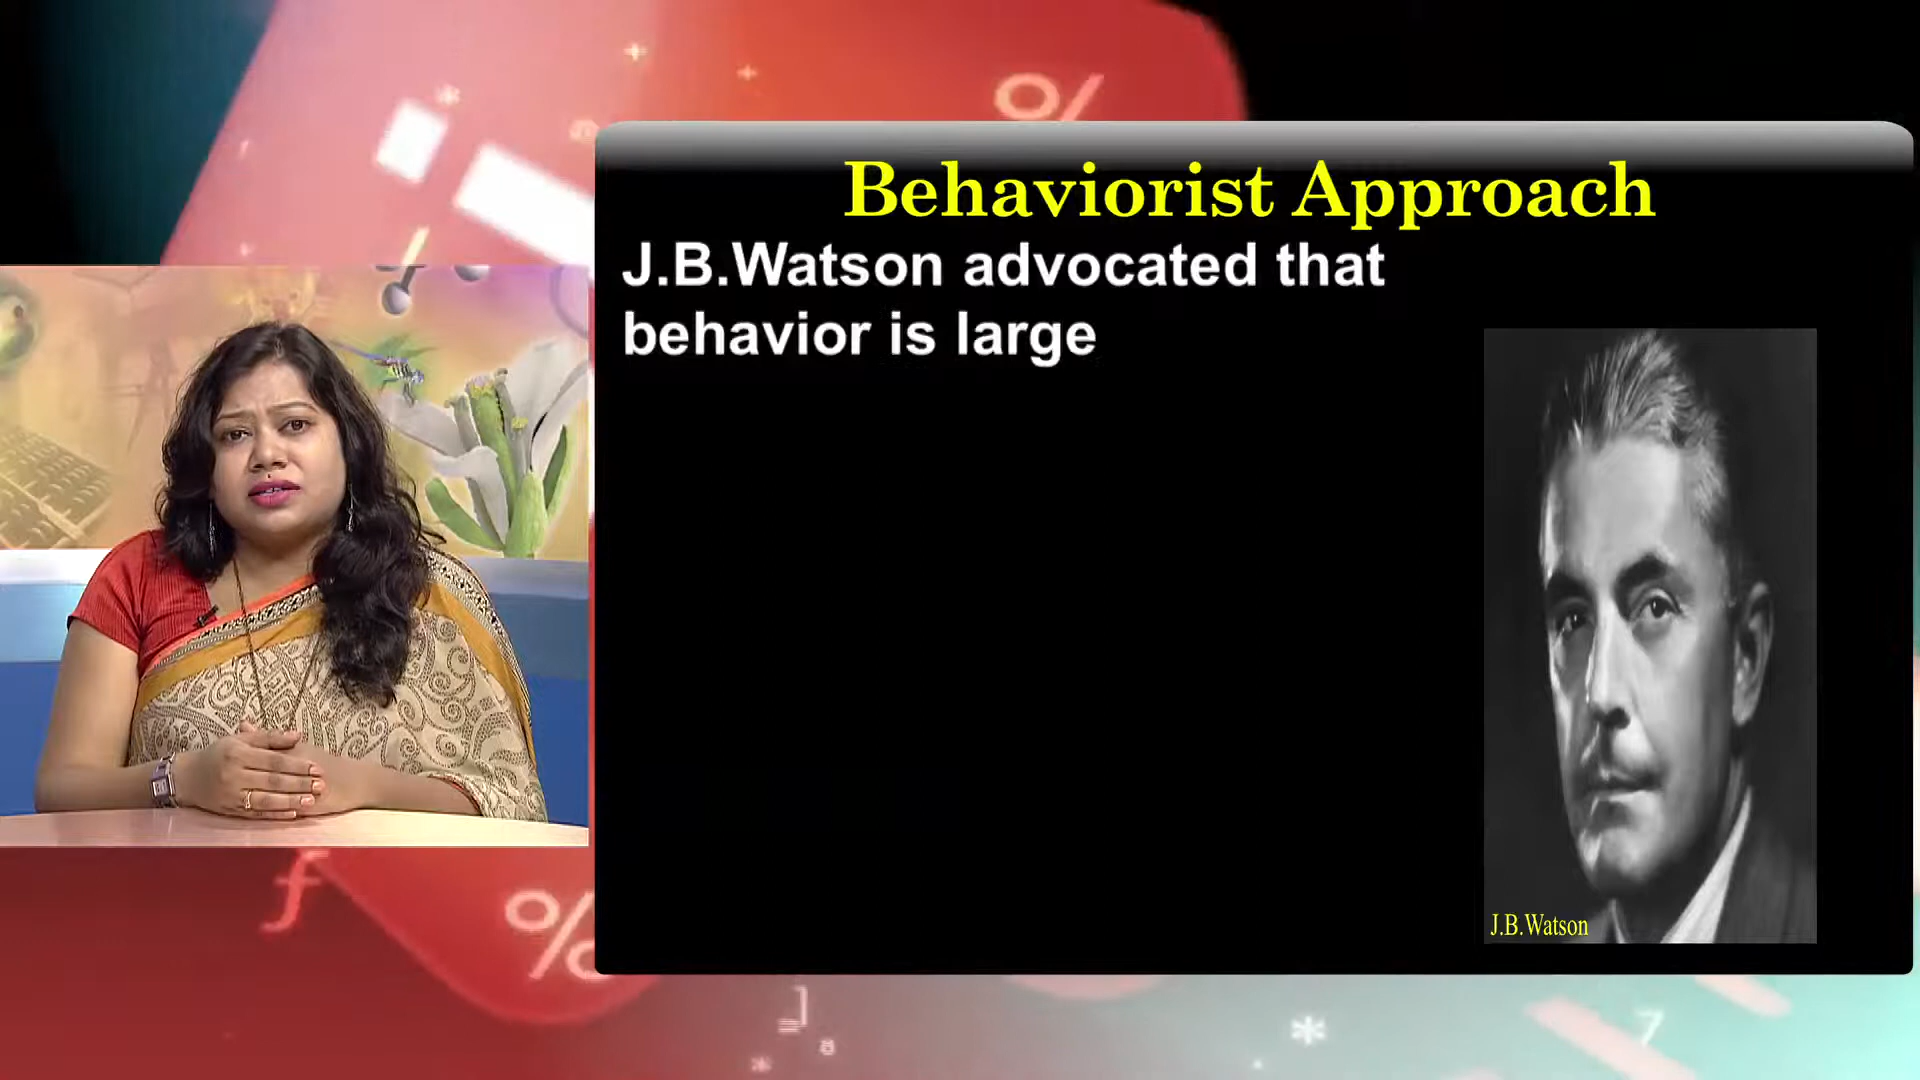 Behaviorist Approach
J.B.Watson advocated that
behavior is large
J.B.Watson